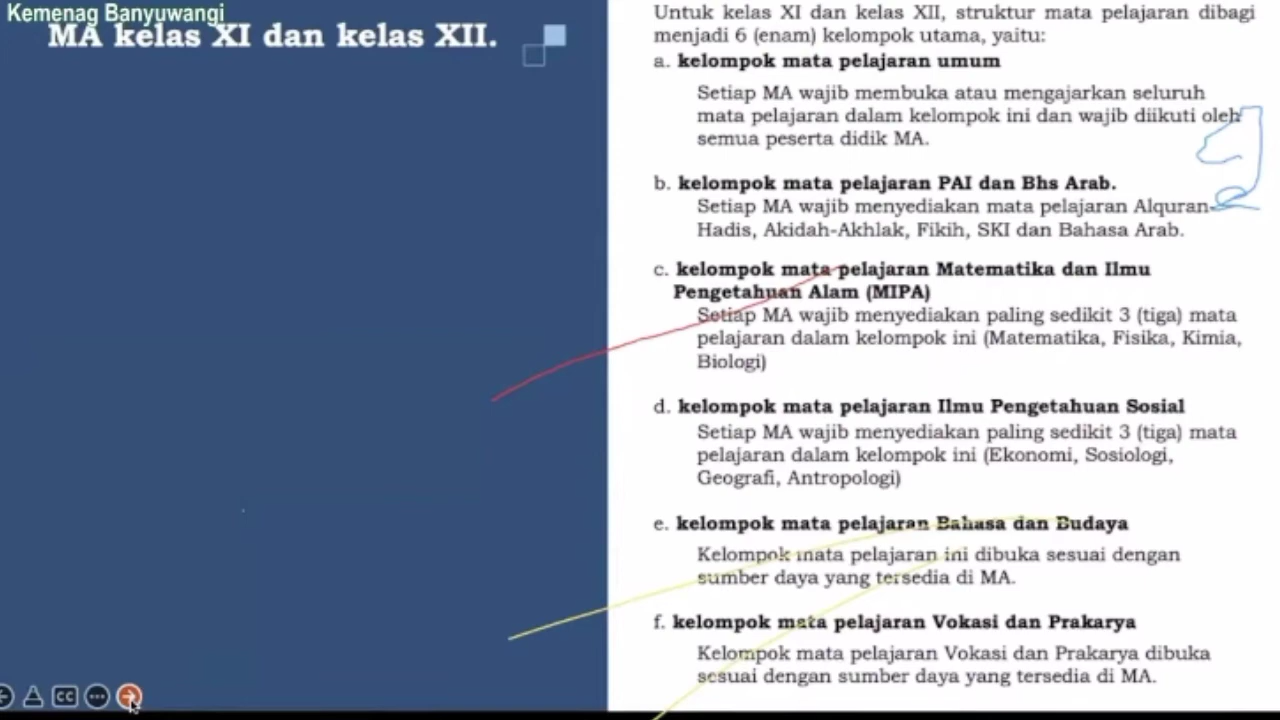 Kemenag Banyuwangi
MA kelas XI dan kelas XII.
Untuk kelas XI dan kelas XII, struktur mata pelajaran dibagi
menjadi 6 (enam) kelompok utama, yaitu:
a. kelompok mata pelajaran umum
Setiap MA wajib membuka atau mengajarkan seluruh
mata pelajaran dalam kelompok ini dan wajib diikuti oleh
semua peserta didik MA.
b. kelompok mata pelajaran PAI dan Bhs Arab.
Setiap MA wajib menyediakan mata pelajaran Alquran-
Hadis, Akidah-Akhlak, Fikih, SKI dan Bahasa Arab.
c. kelompok mata pelajaran Matematika dan Ilmu
Pengetahuan Alam (MIPA)
Setiap MA wajib menyediakan paling sedikit 3 (tiga) mata
pelajaran dalam kelompok ini (Matematika, Fisika, Kimia,
Biologi)
d. kelompok mata pelajaran Ilmu Pengetahuan Sosial
Setiap MA wajib menyediakan paling sedikit 3 (tiga) mata
pelajaran dalam kelompok ini (Ekonomi, Sosiologi,
Geografi, Antropologi)
e. kelompok mata pelajaran Bahasa dan Budaya
Kelompok mata pelajaran ini dibuka sesuai dengan
sumber daya yang tersedia di MA.
f. kelompok mata pelajaran Vokasi dan Prakarya
Kelompok mata pelajaran Vokasi dan Prakarya dibuka
sesuai dengan sumber daya yang tersedia di MA.
CC